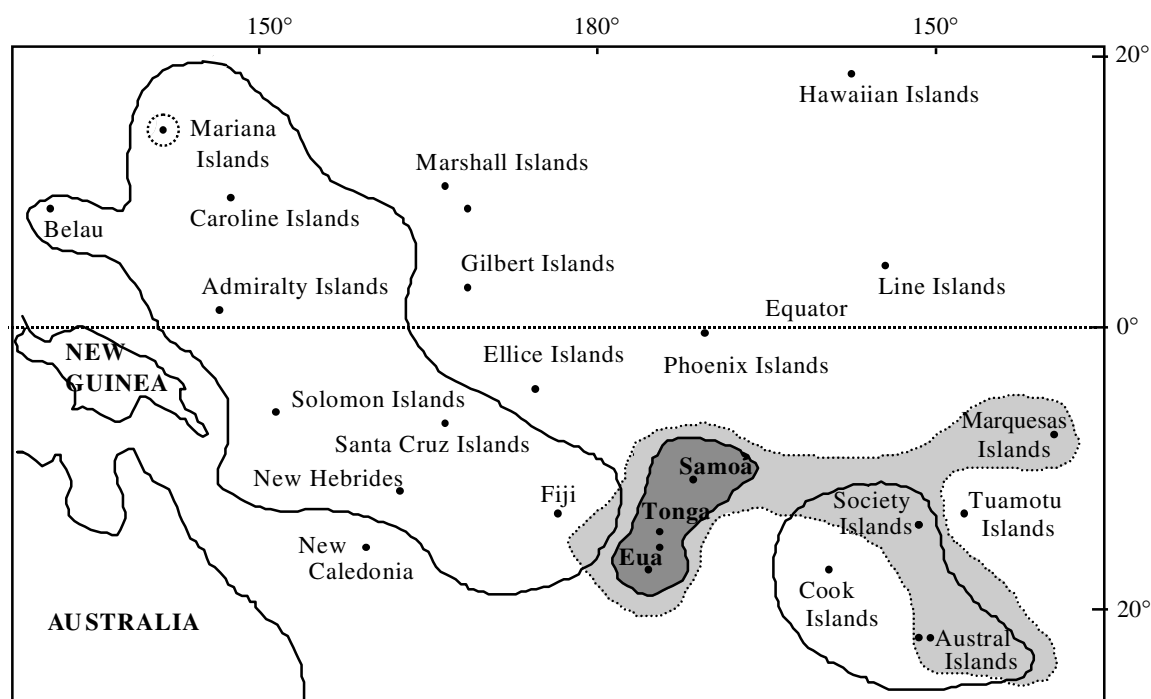 150°
180°
150°
20°
Hawaiian Islands
Mariana
Islands
Marshall Islands
Caroline Islands
Belau
Gilbert Islands
Admiralty Islands
Line Islands
Equator
0°
NEW
GUINEA
Ellice Islands
Phoenix Islands
Solomon Islands
Santa Cruz Islands
Marquesas
Islands
Samoa
New Hebrides
Fiji
Society
Islands
Tuamotu
Islands
Tonga
New
Caledonia
Eua
Cook
Islands
20°
AUSTRALIA
Austral
Islands